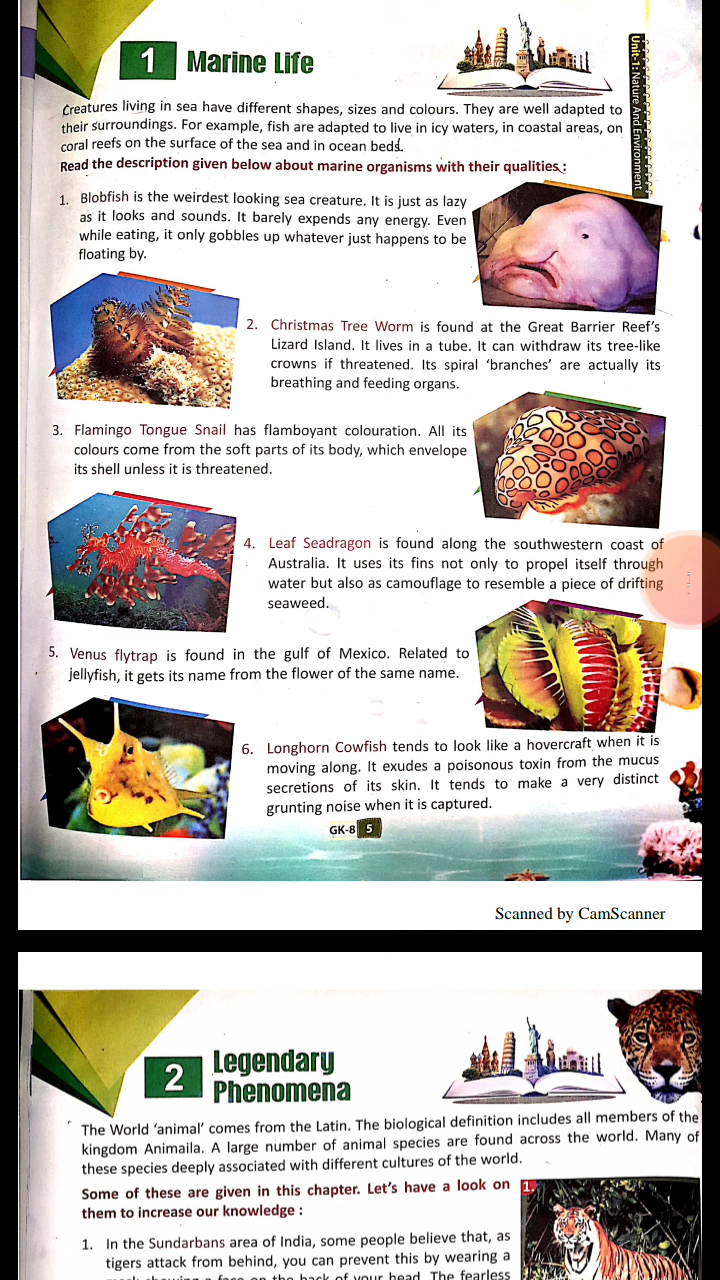 1 Marine Life
Unit-1: Nature And Environment
Creatures living in sea have different shapes, sizes and colours. They are well adapted to
their surroundings. For example, fish are adapted to live in icy waters, in coastal areas, on
coral reefs on the surface of the sea and in ocean beds.
Read the description given below about marine organisms with their qualities :
1. Blobfish is the weirdest looking sea creature. It is just as lazy
as it looks and sounds. It barely expends any energy. Even
while eating, it only gobbles up whatever just happens to be
floating by.
2. Christmas Tree Worm is found at the Great Barrier Reef's
Lizard Island. It lives in a tube. It can withdraw its tree-like
crowns if threatened. Its spiral 'branches' are actually its
breathing and feeding organs.
3. Flamingo Tongue Snail has flamboyant colouration. All its
colours come from the soft parts of its body, which envelope
its shell unless it is threatened.
4. Leaf Seadragon is found along the southwestern coast of
Australia. It uses its fins not only to propel itself through
water but also as camouflage to resemble a piece of drifting
seaweed.
5. Venus flytrap is found in the gulf of Mexico. Related to
jellyfish, it gets its name from the flower of the same name.
6. Longhorn Cowfish tends to look like a hovercraft when it is
moving along. It exudes a poisonous toxin from the mucus
secretions of its skin. It tends to make a very distinct
grunting noise when it is captured.
GK-8 5
Scanned by CamScanner
2 Legendary
Phenomena
The World 'animal' comes from the Latin. The biological definition includes all members of the
kingdom Animaila. A large number of animal species are found across the world. Many of
these species deeply associated with different cultures of the world.
Some of these are given in this chapter. Let's have a look on
them to increase our knowledge :
1.
1. In the Sundarbans area of India, some people believe that, as
tigers attack from behind, you can prevent this by wearing a
face on the back of your head. The fearless